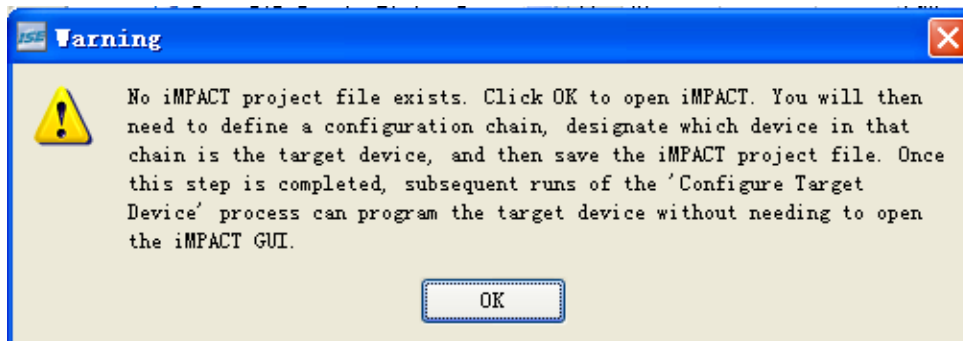 ISE Warning
No iMPACT project file exists. Click OK to open iMPACT. You will then
need to define a configuration chain, designate which device in that
chain is the target device, and then save the iMPACT project file. Once
this step is completed, subsequent runs of the 'Configure Target
Device' process can program the target device without needing to open
the iMPACT GUI.
OK